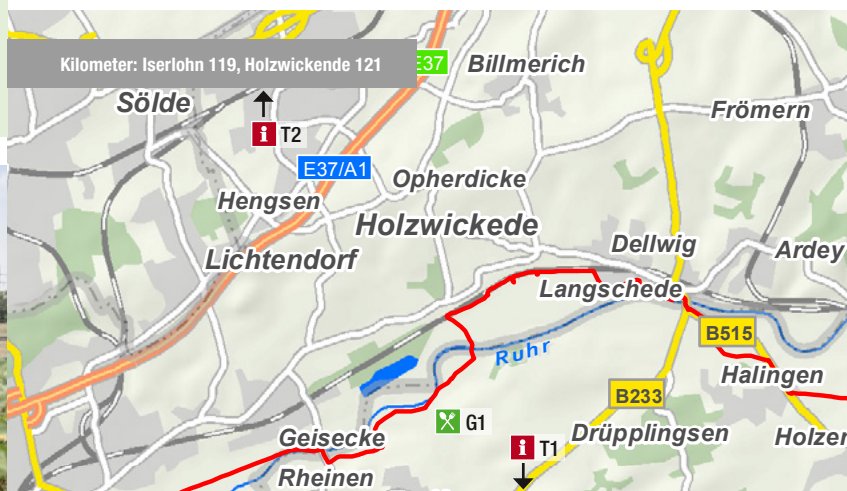 Kilometer: Iserlohn 119, Holzwickende 121
E37
Billmerich
Sölde
Frömern
i T2
E37/A1
Opherdicke
Hengsen
Holzwickede
Dellwig
Ardey
Lichtendorf
Langschede
B515
Ruhr
Halingen
B233
G1
Geisecke
Drüpplingsen
Holzer
i T1
Rheinen